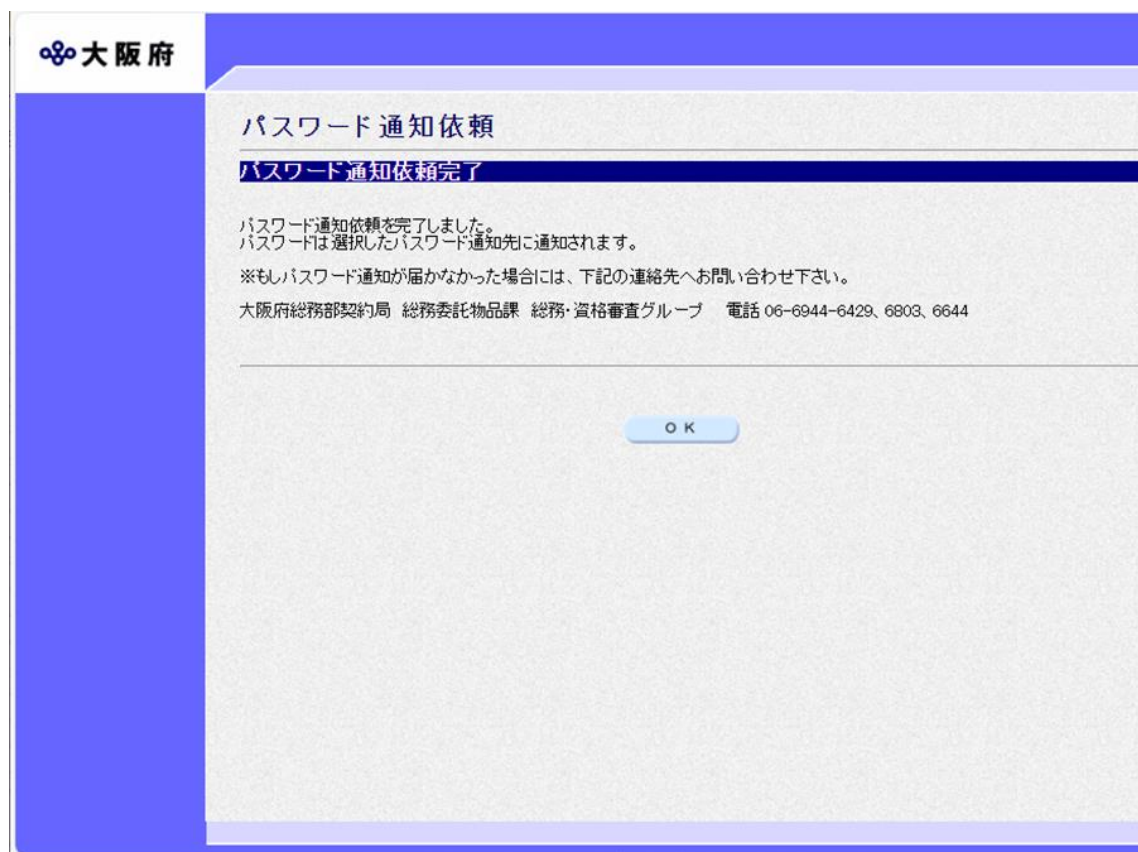 大阪府
パスワード通知依頼
パスワード通知依頼完了
パスワード通知依頼を完了しました。
パスワードは選択したパスワード通知先に通知されます。
※もしパスワード通知が届かなかった場合には、下記の連絡先へお問い合わせ下さい。
大阪府総務部契約局 総務委託物品課 総務・資格審査グループ 電話 06-6944-6429、6803、6644
OK